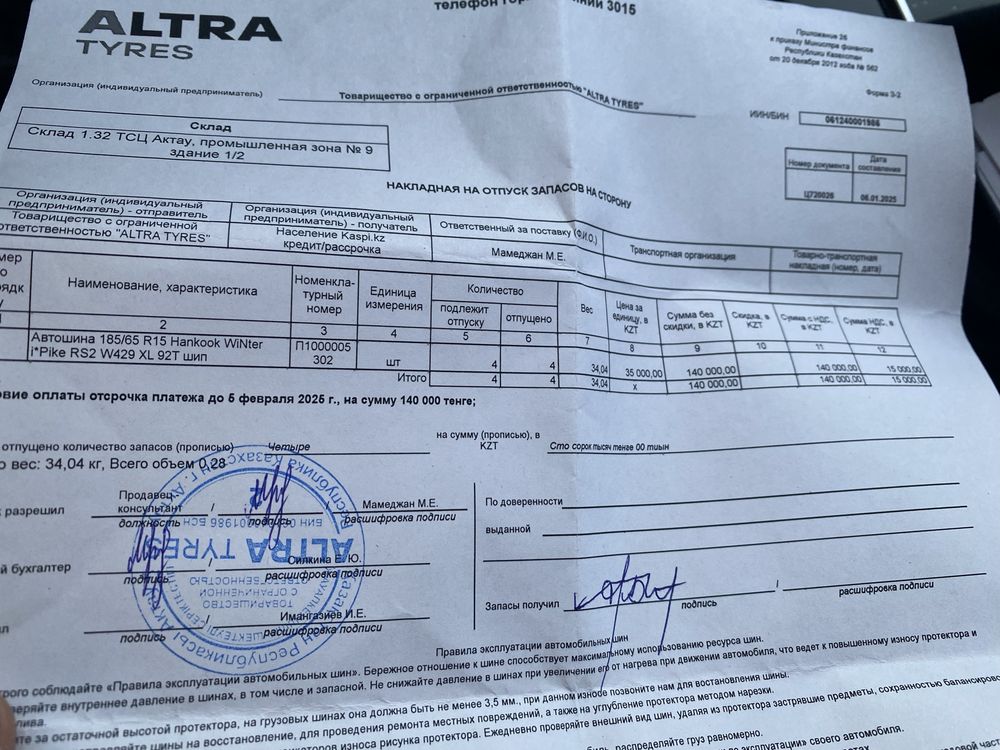 телефон
3015
ALTRA
TYRES
Приложение 26
к приказу Министра финансов
Республики Казахстан
от 20 декабря 2012 года № 562
Форма З-2
Организация (индивидуальный предприниматель)
Товарищество с ограниченной ответственностью "ALTRA TYRES"
ИИН/БИН
061240001986
Склад
Склад 1.32 ТСЦ Актау, промышленная зона № 9
здание 1/2
Номер документа
Дата составления
06.01.2025
НАКЛАДНАЯ НА ОТПУСК ЗАПАСОВ НА СТОРОНУ
Организация (индивидуальный предприниматель) - отправитель
Организация (индивидуальный предприниматель) - получатель
Ответственный за поставку (Ф.И.О.)
Транспортная организация
Товарно-транспортная накладная (номер, дата)
Товарищество с ограниченной
ответственностью "ALTRA TYRES"
Население Kaspi.kz
кредит/рассрочка
Мамеджан М.Е.
Наименование, характеристика
Номенкла-
турный
номер
Единица
измерения
Количество
подлежит
отпуску
отпущено
Вес
Цена за
единицу, в
KZT
Сумма без
скидки, в KZT
Скидка, в
KZT
Сумма с НДС,
в KZT
Сумма НДС, в
KZT
2 3 4 5 6 7 8 9 10 11 12
Автошина 185/65 R15 Hankook WiNter
i*Pike RS2 W429 XL 92T шип
П1000005
302
шт 4 4 34,04 35 000,00 140 000,00 140 000,00 15 000,00
Итого 4 4 34,04 x 140 000,00 140 000,00 15 000,00
оплаты отсрочка платежа до 5 февраля 2025 г., на сумму 140 000 тенге;
отпущено количество запасов (прописью) Четыре
на сумму (прописью), в
KZT
Сто сорок тысяч тенге 00 тиын
вес: 34,04 кг, Всего объем 0,28
разрешил
Продавец
консультант
/
Мамеджан М.Е.
должность
подпись
расшифровка подписи
По доверенности
выданной
бухгалтер
/
Силкина Е. Ю.
подпись
расшифровка подписи
ALTRA TYRES
ТОВАРИЩЕСТВО
С ОГРАНИЧЕННОЙ
ОТВЕТСТВЕННОСТЬЮ
Имангазиев И.Е.
подпись
расшифровка подписи
Запасы получил
/
подпись
расшифровка подписи
Правила эксплуатации автомобильных шин
соблюдайте «Правила эксплуатации автомобильных шин». Бережное отношение к шине способствует максимальному использованию ресурса шин.
внутреннее давление в шинах, в том числе и запасной. Не снижайте давление в шинах при увеличении его от нагрева при движении автомобиля, что ведет к повышенному износу протектора и
за остаточной высотой протектора, на грузовых шинах она должна быть не менее 3,5 мм., при данном износе позвоните нам для востановления шины.
шины на восстановление, для проведения ремонта местных повреждений, а также на углубление протектора методом нарезки.
износа рисунка протектора. Ежедневно проверяйте внешний вид шин, удаляя из протектора застрявшие предметы, сохранностью
распределяйте груз равномерно.
эксплуатации» своего автомобиля.